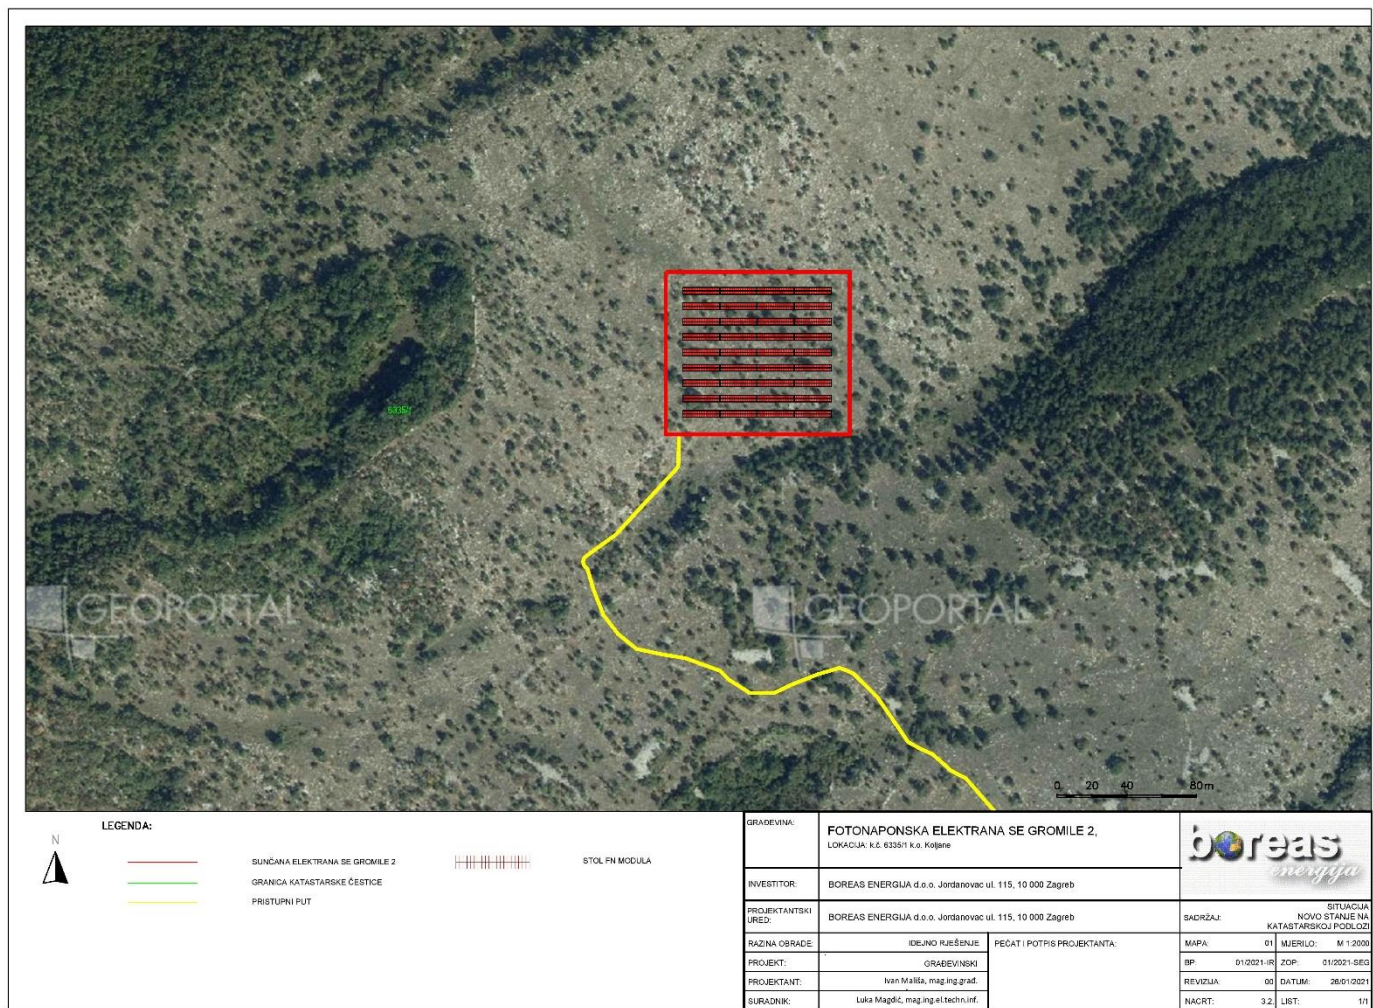 6335/1
GEOPORTAL
GEOPORTAL
0 20 40 80m
LEGENDA:
N
SUNČANA ELEKTRANA SE GROMILE 2
STOL FN MODULA
GRANICA KATASTARSKE ČESTICE
PRISTUPNI PUT
GRAĐEVINA:
FOTONAPONSKA ELEKTRANA SE GROMILE 2,
LOKACIJA: k.č. 6335/1 k.o. Koljane
boreas
energija
INVESTITOR:
BOREAS ENERGIJA d.o.o. Jordanovac ul. 115, 10 000 Zagreb
PROJEKTANTSKI
URED:
BOREAS ENERGIJA d.o.o. Jordanovac ul. 115, 10 000 Zagreb
SADRŽAJ:
SITUACIJA
NOVO STANJE NA
KATASTARSKOJ PODLOZI
RAZINA OBRADE:
IDEJNO RJEŠENJE
PEČAT I POTPIS PROJEKTANTA:
MAPA: 01 MJERILO: M 1:2000
PROJEKT:
GRAĐEVINSKI
BP: 01/2021-IR ZOP: 01/2021-SEG
PROJEKTANT:
Ivan Mališa, mag.ing.građ.
REVIZIJA: 00 DATUM: 26/01/2021
SURADNIK:
Luka Magdić, mag.ing.el.techn.inf.
NACRT: 3.2. LIST: 1/1